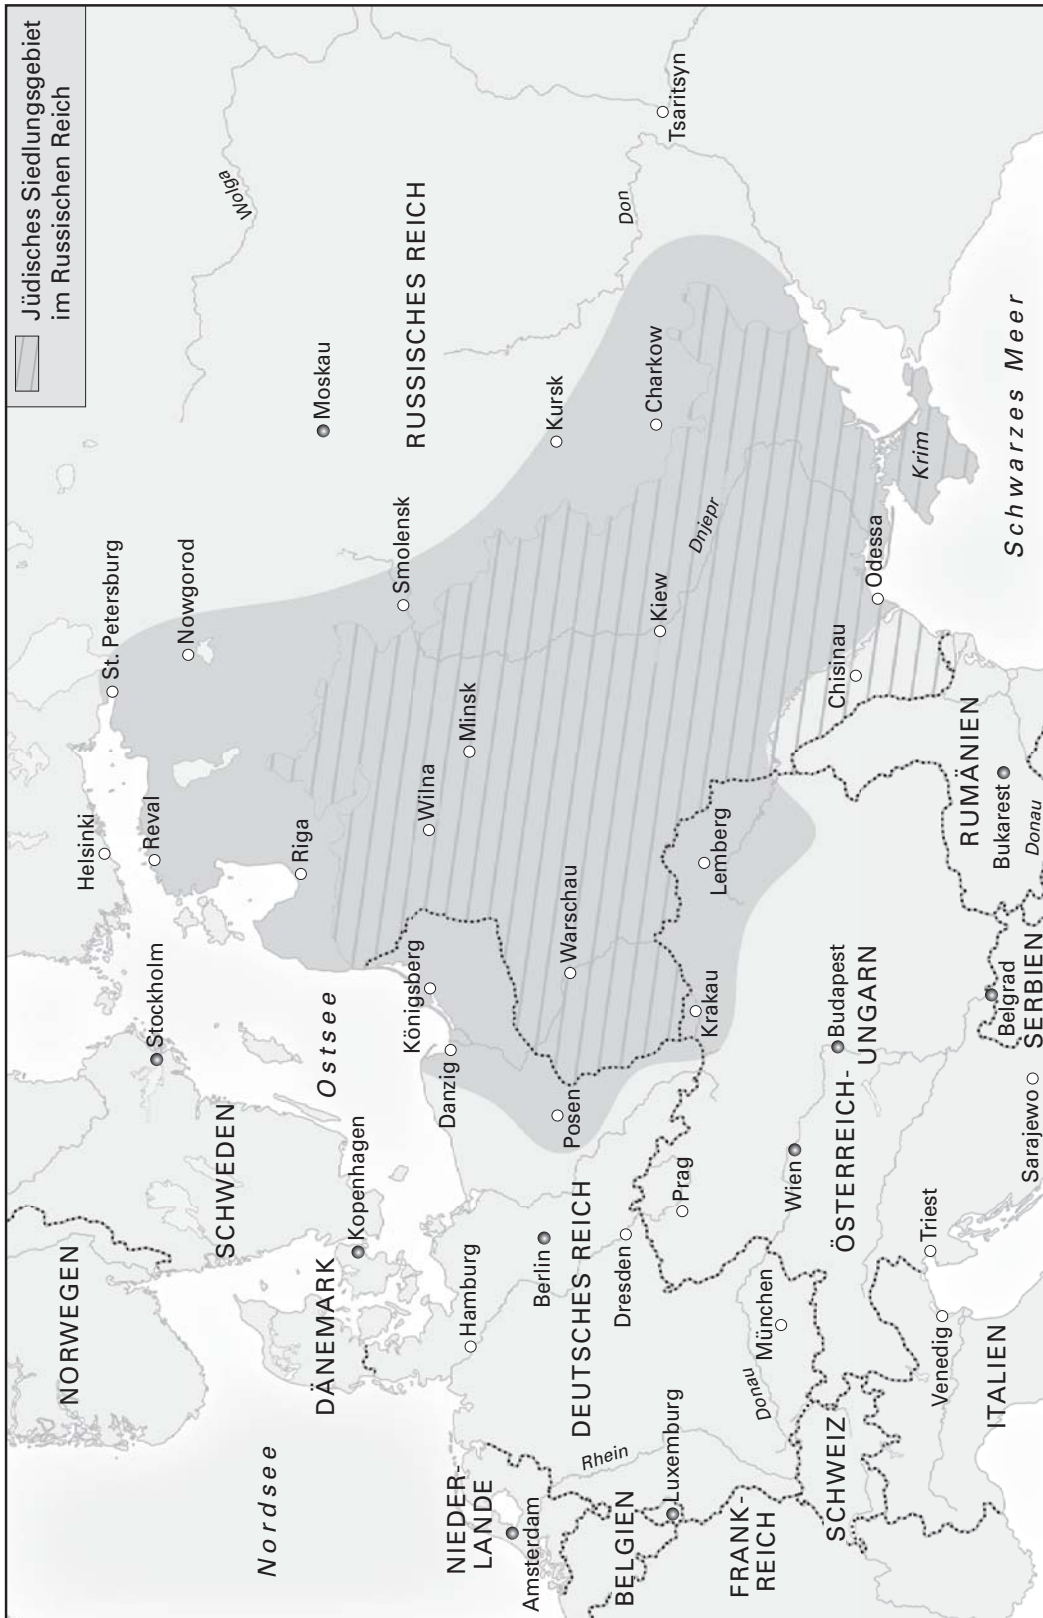 Jüdisches Siedlungsgebiet
im Russischen Reich
NORWEGEN
SCHWEDEN
Stockholm
Helsinki
Reval
St. Petersburg
Nowgorod
Wolga
Nordsee
DÄNEMARK
Kopenhagen
Ostsee
Riga
Moskau
Smolensk
RUSSISCHES REICH
Hamburg
Danzig
Königsberg
Wilna
Minsk
NIEDER-
LANDE
Amsterdam
Berlin
DEUTSCHES REICH
Posen
Warschau
Kursk
Don
Tsaritsyn
Rhein
Dresden
BELGIEN
Luxemburg
Prag
Krakau
Lemberg
Kiew
Dnjepr
Charkow
FRANK-
REICH
Donau
München
Wien
SCHWEIZ
ÖSTERREICH-
UNGARN
Budapest
Chisinau
Odessa
Krim
Venedig
Triest
ITALIEN
Sarajewo
Belgrad
SERBIEN
RUMÄNIEN
Bukarest
Donau
Schwarzes Meer